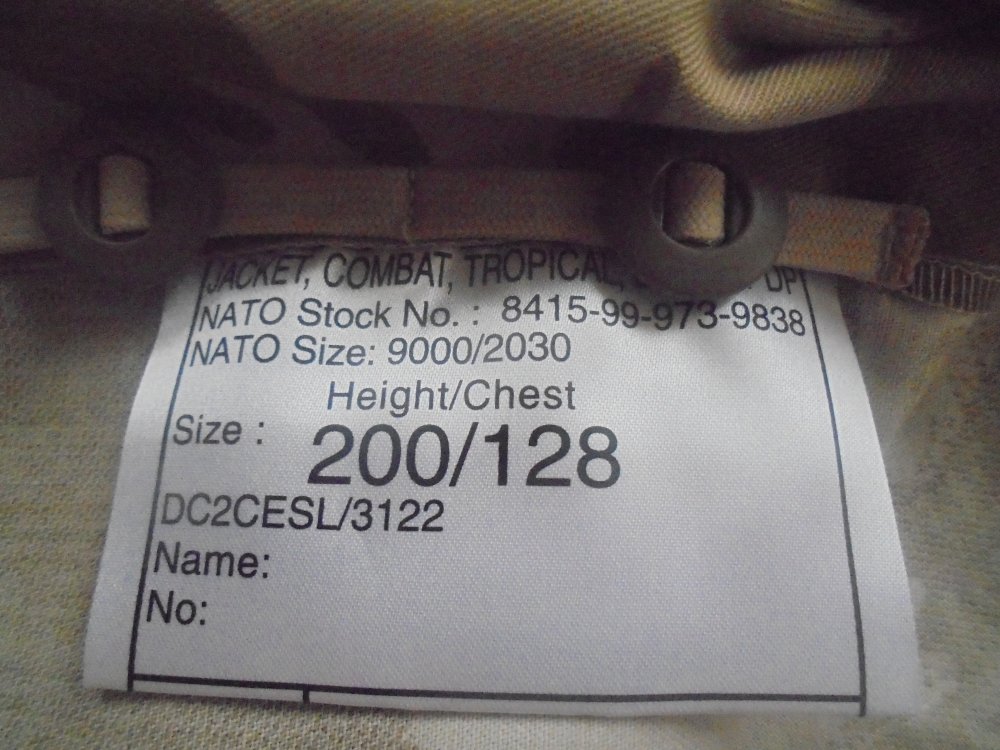 JACKET, COMBAT, TROPICAL, UP
NATO Stock No. : 8415-99-973-9838
NATO Size: 9000/2030
Height/Chest
Size : 200/128
DC2CESL/3122
Name:
No: